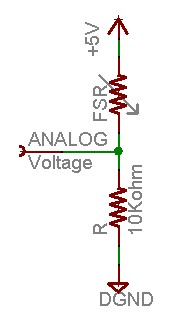 +5V
FSR
ANALOG
Voltage
R
10Kohm
DGND